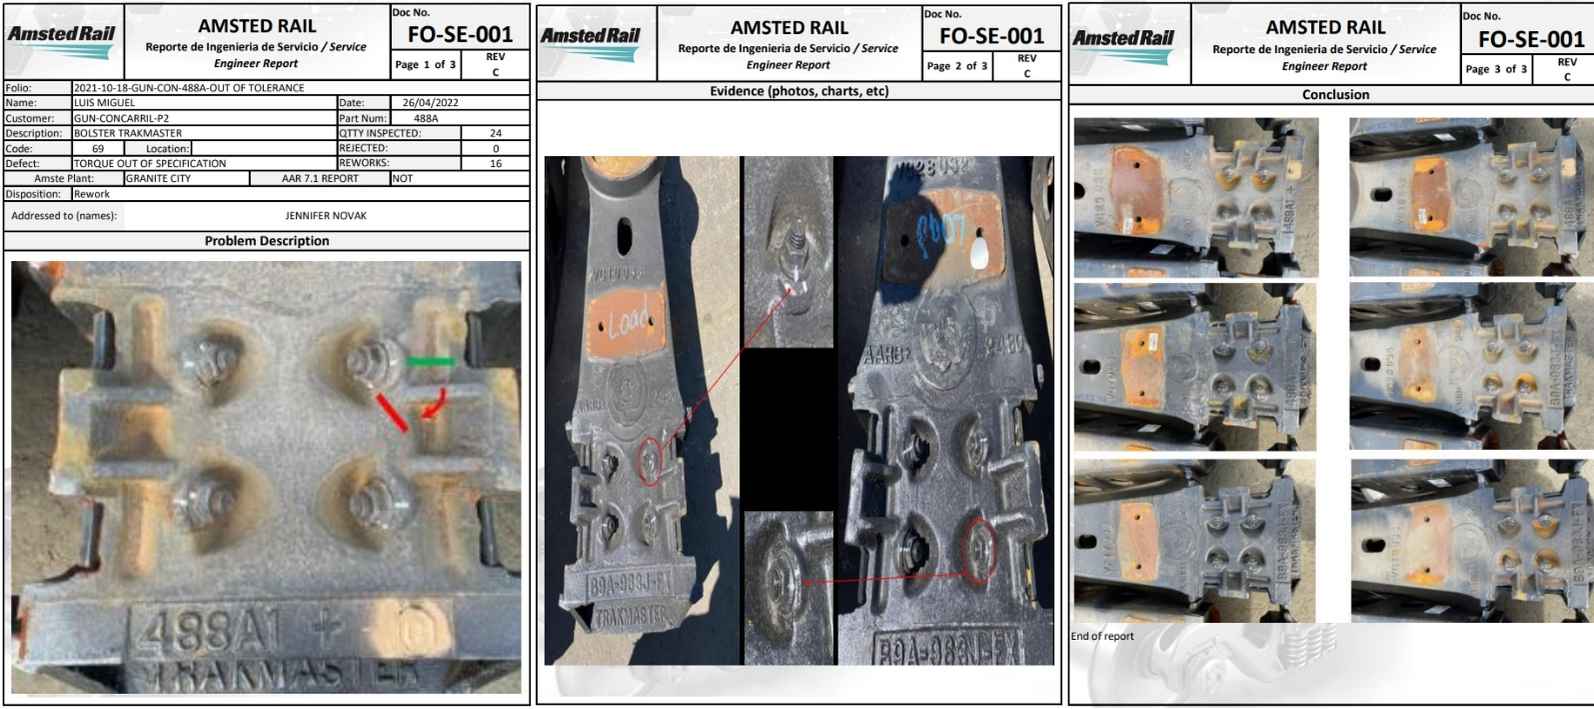 AmstedRail
AMSTED RAIL
Reporte de Ingenieria de Servicio / Service
Engineer Report
Doc No.
FO-SE-001
Page 1 of 3
REV
C
Folio: 2021-10-18-GUN-CON-488A-OUT OF TOLERANCE
Name: LUIS MIGUEL Date: 26/04/2022
Customer: GUN-CONCARRIL-P2 Part Num: 488A
Description: BOLSTER TRAKMASTER QTTY INSPECTED: 24
Code: 69 Location: REJECTED: 0
Defect: TORQUE OUT OF SPECIFICATION REWORKS: 16
Amste Plant: GRANITE CITY AAR 7.1 REPORT NOT
Disposition: Rework
Addressed to (names): JENNIFER NOVAK
Problem Description
488A1 +
TRAKMASTER
AmstedRail
AMSTED RAIL
Reporte de Ingenieria de Servicio / Service
Engineer Report
Doc No.
FO-SE-001
Page 2 of 3
REV
C
Evidence (photos, charts, etc)
Load
B9A-983J-FX
TRAKMASTER
Load
B9A-983J-FX
AmstedRail
AMSTED RAIL
Reporte de Ingenieria de Servicio / Service
Engineer Report
Doc No.
FO-SE-001
Page 3 of 3
REV
C
Conclusion
488A1 +
End of report